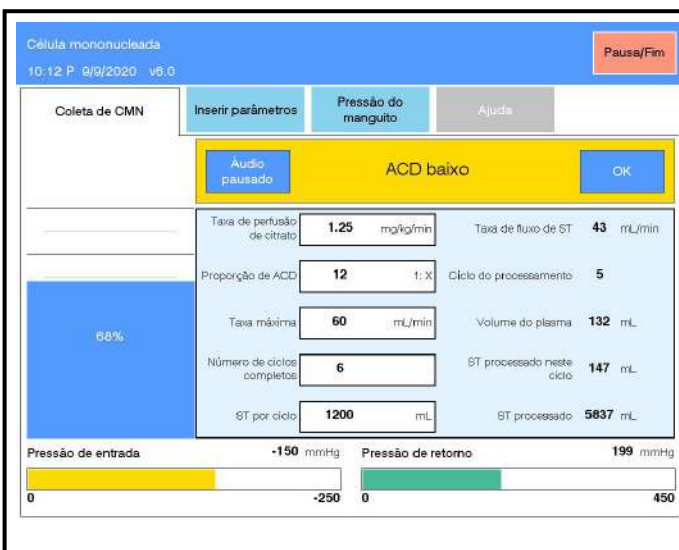 Célula mononucleada
10:12 P 9/9/2020 v6.0
Pausa/Fim
Coleta de CMN
Inserir parâmetros
Pressão do
manguito
Ajuda
Áudio
pausado
ACD baixo
OK
Taxa de perfusão
de citrato
1.25 mg/kg/min
Taxa de fluxo de ST 43 mL/min
Proporção de ACD
12 1: X
Ciclo do processamento 5
68%
Taxa máxima
60 mL/min
Volume do plasma 132 mL
Número de ciclos
completos
6
ST processado neste
ciclo
147 mL
ST por ciclo
1200 mL
ST processado 5837 mL
Pressão de entrada -150 mmHg
Pressão de retorno 199 mmHg
0 -250
0 450